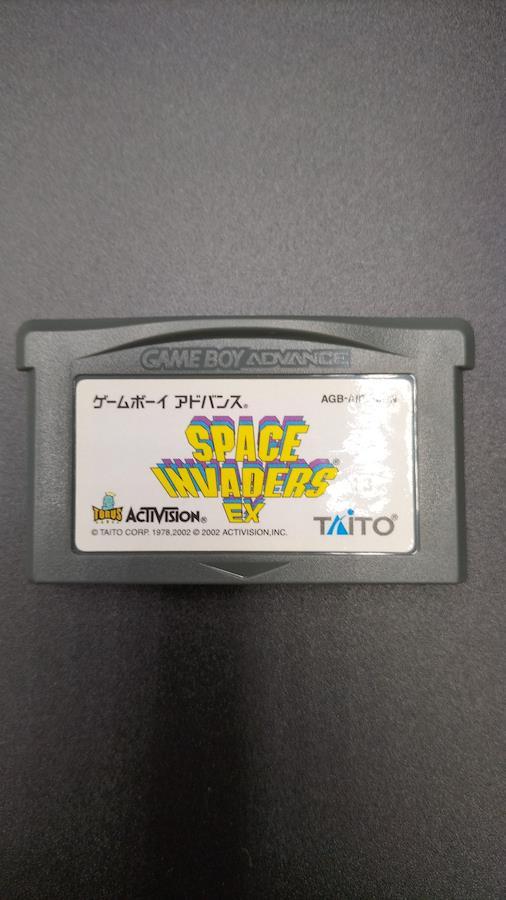 GAME BOY ADVANCE
ゲームボーイ アドバンス®
SPACE
INVADERS®
EX
TORUS
ACTIVISION®
TAITO®
© TAITO CORP. 1978,2002 © 2002 ACTIVISION,INC.